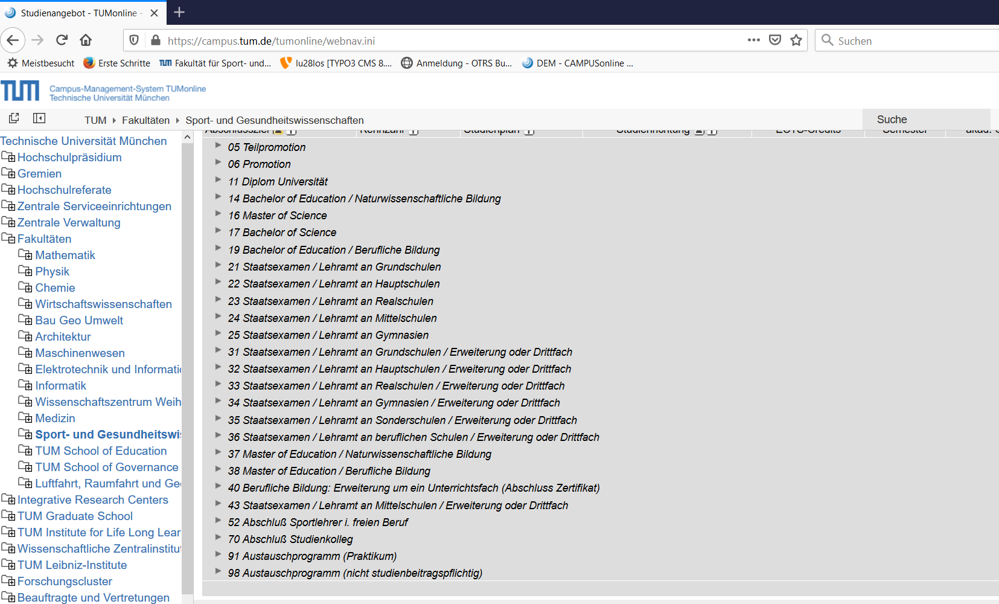 Studienangebot - TUMonline -
https://campus.tum.de/tumonline/webnav.ini
Suchen
Meistbesucht Erste Schritte Fakultät für Sport- und... lu28los [TYPO3 CMS 8.... Anmeldung - OTRS Bu... DEM - CAMPUSonline ...
TUM Campus-Management-System TUMonline
Technische Universität München
TUM Fakultäten Sport- und Gesundheitswissenschaften
Suche
Abschlussziel Kennzahl Studienplan Studienrichtung ECTS-Credits Semester akad.
Technische Universität München
Hochschulpräsidium
Gremien
Hochschulreferate
Zentrale Serviceeinrichtungen
Zentrale Verwaltung
Fakultäten
Mathematik
Physik
Chemie
Wirtschaftswissenschaften
Bau Geo Umwelt
Architektur
Maschinenwesen
Elektrotechnik und Informatic
Informatik
Wissenschaftszentrum Weih
Medizin
Sport- und Gesundheitswis
TUM School of Education
TUM School of Governance
Luftfahrt, Raumfahrt und Geo
Integrative Research Centers
TUM Graduate School
TUM Institute for Life Long Lear
Wissenschaftliche Zentralinstitut
TUM Leibniz-Institute
Forschungscluster
Beauftragte und Vertretungen
05 Teilpromotion
06 Promotion
11 Diplom Universität
14 Bachelor of Education / Naturwissenschaftliche Bildung
16 Master of Science
17 Bachelor of Science
19 Bachelor of Education / Berufliche Bildung
21 Staatsexamen / Lehramt an Grundschulen
22 Staatsexamen / Lehramt an Hauptschulen
23 Staatsexamen / Lehramt an Realschulen
24 Staatsexamen / Lehramt an Mittelschulen
25 Staatsexamen / Lehramt an Gymnasien
31 Staatsexamen / Lehramt an Grundschulen / Erweiterung oder Drittfach
32 Staatsexamen / Lehramt an Hauptschulen / Erweiterung oder Drittfach
33 Staatsexamen / Lehramt an Realschulen / Erweiterung oder Drittfach
34 Staatsexamen / Lehramt an Gymnasien / Erweiterung oder Drittfach
35 Staatsexamen / Lehramt an Sonderschulen / Erweiterung oder Drittfach
36 Staatsexamen / Lehramt an beruflichen Schulen / Erweiterung oder Drittfach
37 Master of Education / Naturwissenschaftliche Bildung
38 Master of Education / Berufliche Bildung
40 Berufliche Bildung: Erweiterung um ein Unterrichtsfach (Abschluss Zertifikat)
43 Staatsexamen / Lehramt an Mittelschulen / Erweiterung oder Drittfach
52 Abschluß Sportlehrer i. freien Beruf
70 Abschluß Studienkolleg
91 Austauschprogramm (Praktikum)
98 Austauschprogramm (nicht studienbeitragspflichtig)